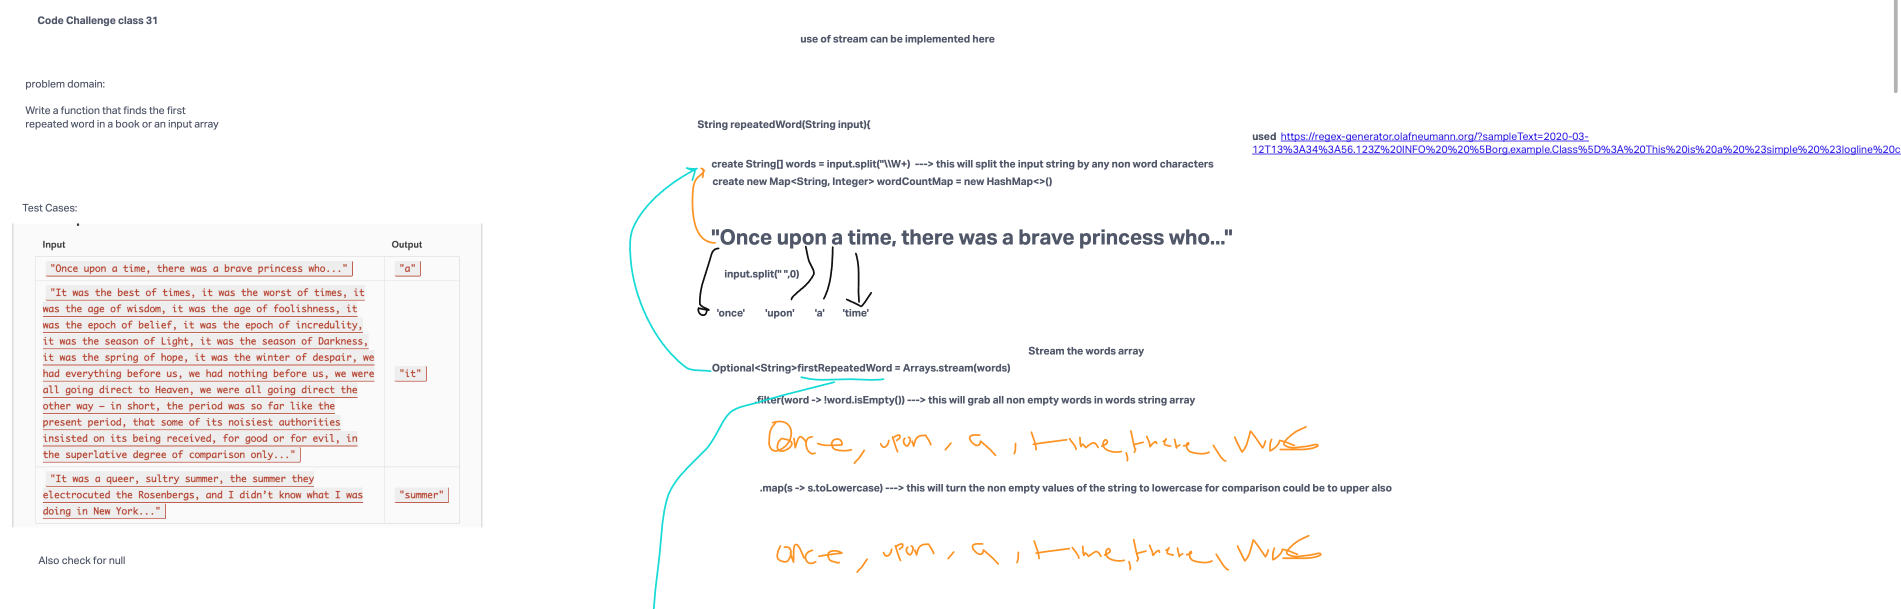 Code Challenge class 31
use of stream can be implemented here
problem domain:
Write a function that finds the first
repeated word in a book or an input array
String repeatedWord(String input){
used https://regex-generator.olafneumann.org/?sampleText=2020-03-
12T13%3A34%3A56.123Z%20INFO%20%20%5Borg.example.Class%5D%3A%20This%20is%20a%20%23simple%20%23logline%20c
create String[] words = input.split("\\W+) ---> this will split the input string by any non word characters
create new Map<String, Integer> wordCountMap = new HashMap<>()
Test Cases:
Input Output
"Once upon a time, there was a brave princess who..." "a"
"It was the best of times, it was the worst of times, it
was the age of wisdom, it was the age of foolishness, it
was the epoch of belief, it was the epoch of incredulity,
it was the season of Light, it was the season of Darkness,
it was the spring of hope, it was the winter of despair, we
had everything before us, we had nothing before us, we were
all going direct to Heaven, we were all going direct the
other way – in short, the period was so far like the
present period, that some of its noisiest authorities
insisted on its being received, for good or for evil, in
the superlative degree of comparison only..."
"it"
"It was a queer, sultry summer, the summer they
electrocuted the Rosenbergs, and I didn't know what I was
doing in New York..."
"summer"
Also check for null
"Once upon a time, there was a brave princess who..."
input.split(" ",0)
'once' 'upon' 'a' 'time'
Stream the words array
Optional<String>firstRepeatedWord = Arrays.stream(words)
.filter(word -> !word.isEmpty()) ---> this will grab all non empty words in words string array
Once, upon, a, time, there, was
.map(s -> s.toLowercase) ---> this will turn the non empty values of the string to lowercase for comparison could be to upper also
once, upon, a, time, there, was